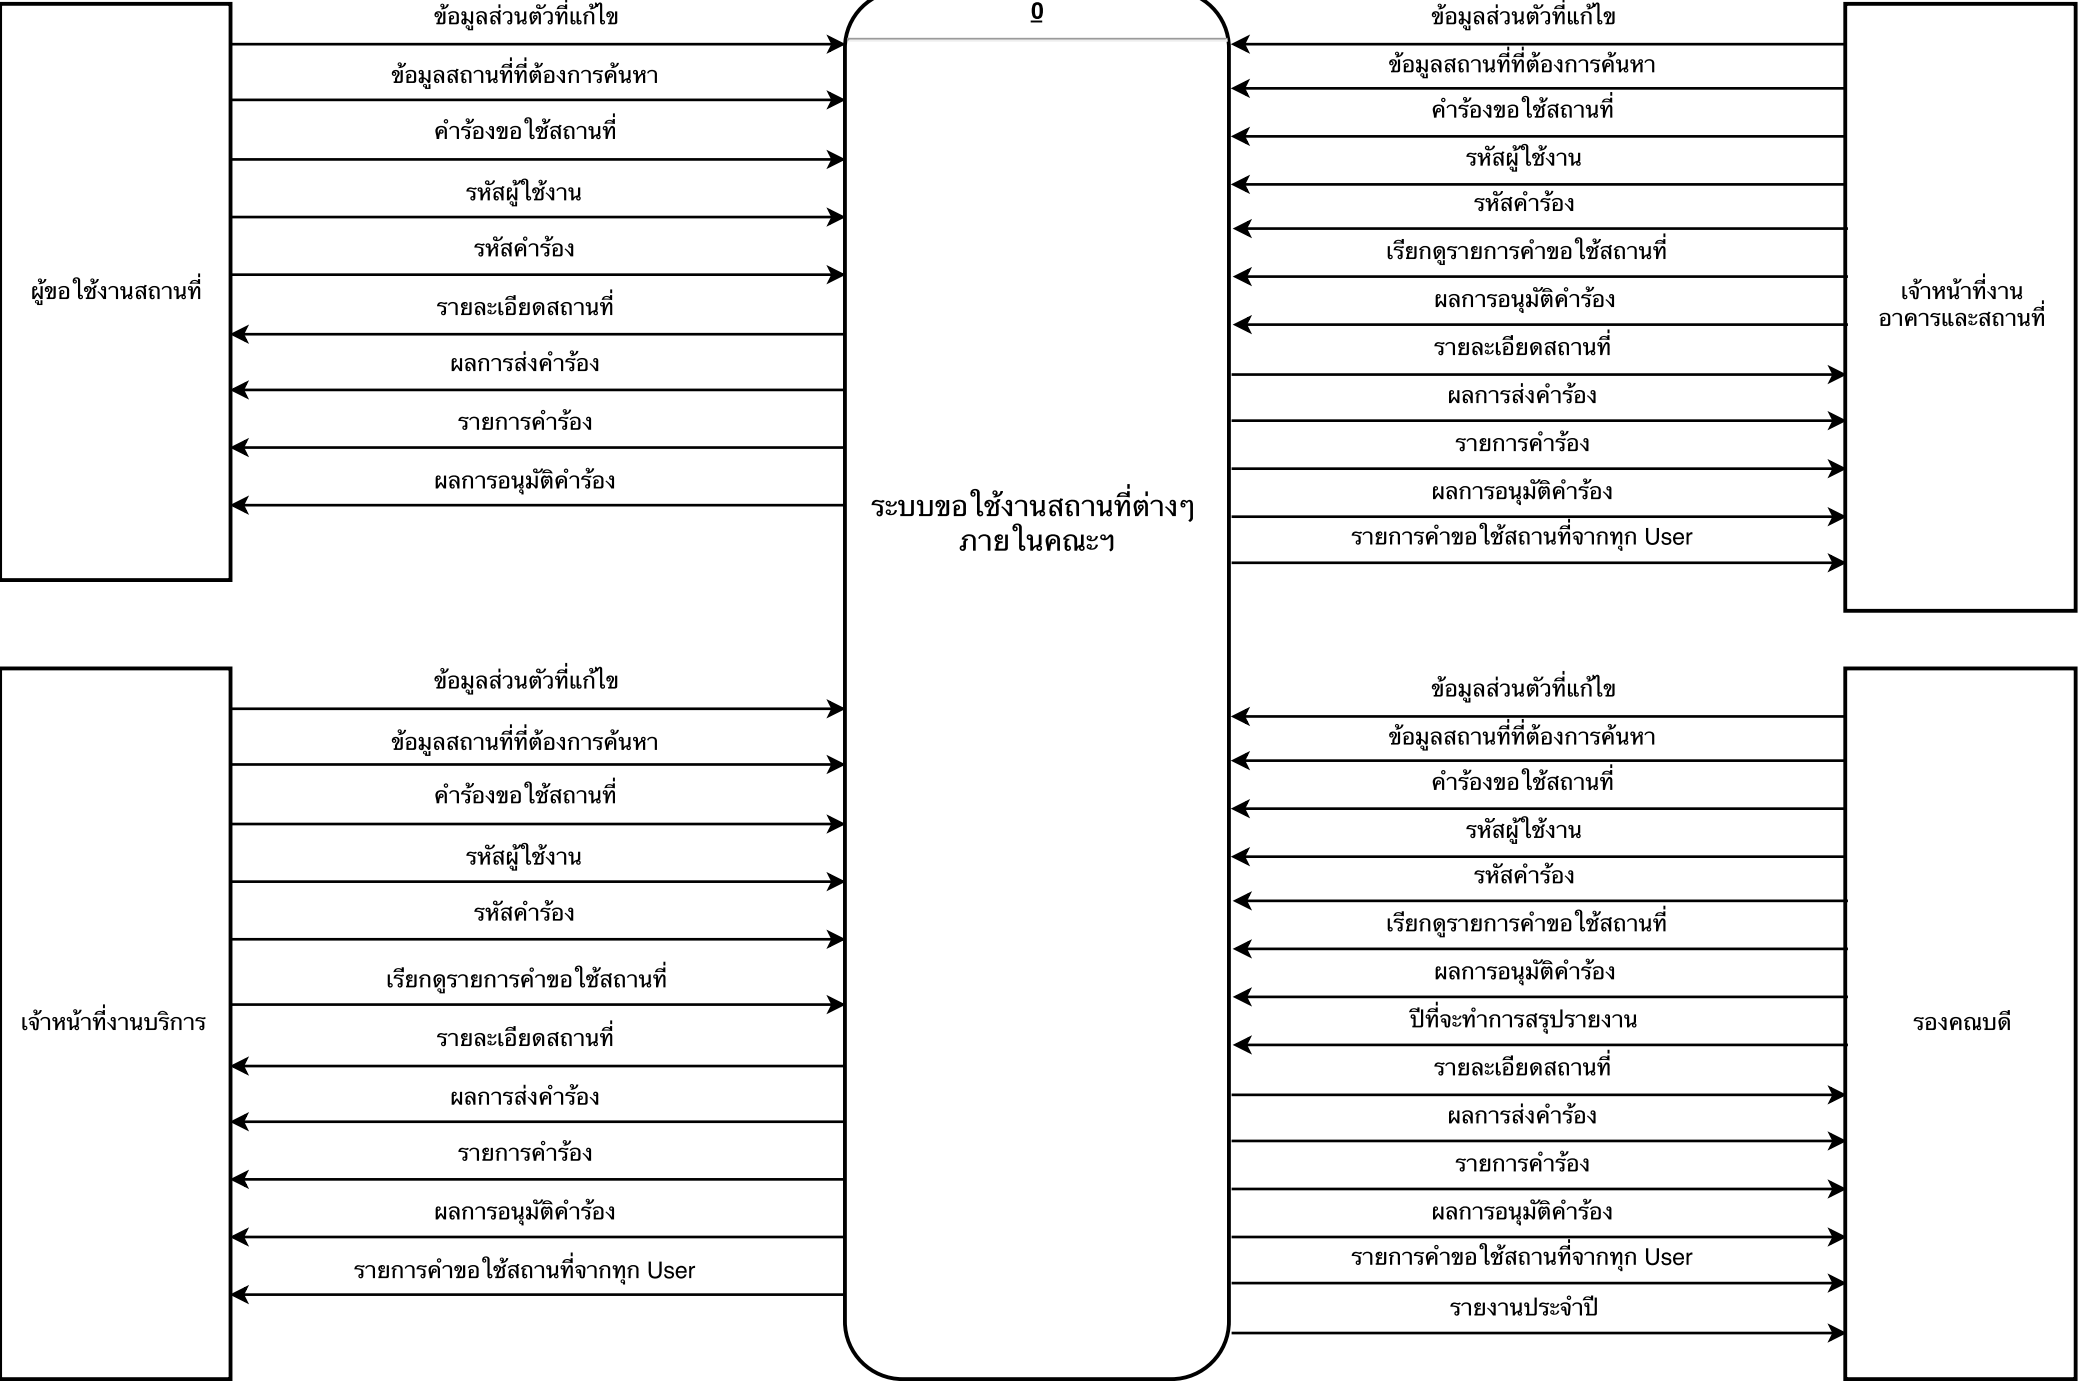 0
ข้อมูลส่วนตัวที่แก้ไข
ข้อมูลสถานที่ที่ต้องการค้นหา
คำร้องขอใช้สถานที่
รหัสผู้ใช้งาน
รหัสคำร้อง
รายละเอียดสถานที่
ผลการส่งคำร้อง
รายการคำร้อง
ผลการอนุมัติคำร้อง
ผู้ขอใช้งานสถานที่
ระบบขอใช้งานสถานที่ต่างๆ
ภายในคณะฯ
ข้อมูลส่วนตัวที่แก้ไข
ข้อมูลสถานที่ที่ต้องการค้นหา
คำร้องขอใช้สถานที่
รหัสผู้ใช้งาน
รหัสคำร้อง
เรียกดูรายการคำขอใช้สถานที่
ผลการอนุมัติคำร้อง
รายละเอียดสถานที่
ผลการส่งคำร้อง
รายการคำร้อง
ผลการอนุมัติคำร้อง
รายการคำขอใช้สถานที่จากทุก User
เจ้าหน้าที่งาน
อาคารและสถานที่
ข้อมูลส่วนตัวที่แก้ไข
ข้อมูลสถานที่ที่ต้องการค้นหา
คำร้องขอใช้สถานที่
รหัสผู้ใช้งาน
รหัสคำร้อง
เรียกดูรายการคำขอใช้สถานที่
รายละเอียดสถานที่
ผลการส่งคำร้อง
รายการคำร้อง
ผลการอนุมัติคำร้อง
รายการคำขอใช้สถานที่จากทุก User
เจ้าหน้าที่งานบริการ
ข้อมูลส่วนตัวที่แก้ไข
ข้อมูลสถานที่ที่ต้องการค้นหา
คำร้องขอใช้สถานที่
รหัสผู้ใช้งาน
รหัสคำร้อง
เรียกดูรายการคำขอใช้สถานที่
ผลการอนุมัติคำร้อง
ปีที่จะทำการสรุปรายงาน
รายละเอียดสถานที่
ผลการส่งคำร้อง
รายการคำร้อง
ผลการอนุมัติคำร้อง
รายการคำขอใช้สถานที่จากทุก User
รายงานประจำปี
รองคณบดี